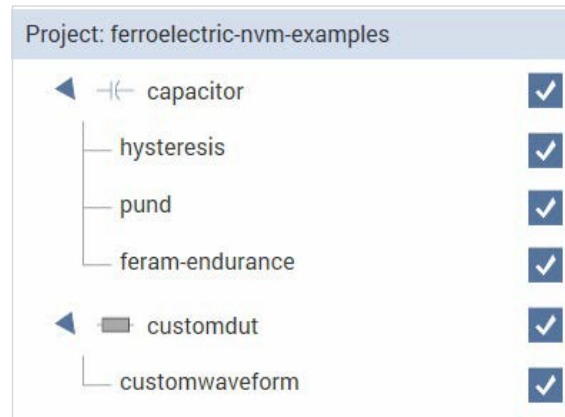 Project: ferroelectric-nvm-examples
capacitor
hysteresis
pund
feram-endurance
customdut
customwaveform